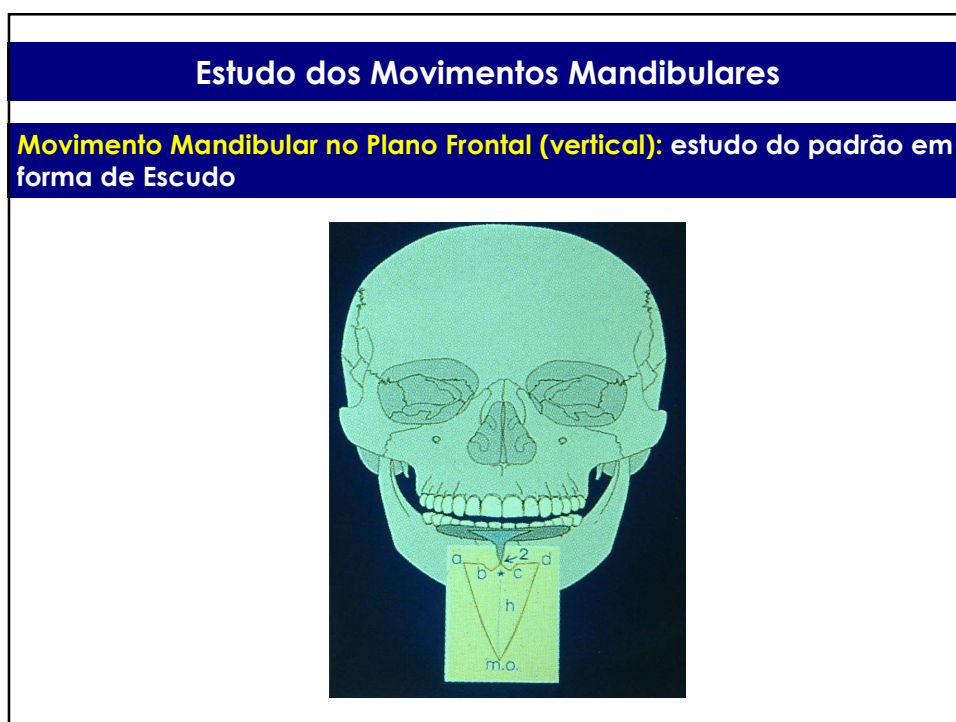 Estudo dos Movimentos Mandibulares
Movimento Mandibular no Plano Frontal (vertical): estudo do padrão em
forma de Escudo
2
a d
b ★ c
h
m.o.